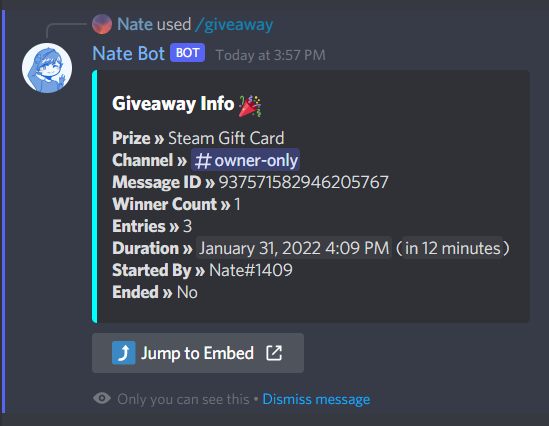 Nate used /giveaway
Nate Bot BOT Today at 3:57 PM
Giveaway Info 🎉
Prize » Steam Gift Card
Channel » # owner-only
Message ID » 937571582946205767
Winner Count » 1
Entries » 3
Duration » January 31, 2022 4:09 PM (in 12 minutes)
Started By » Nate#1409
Ended » No
⤴ Jump to Embed
Only you can see this • Dismiss message